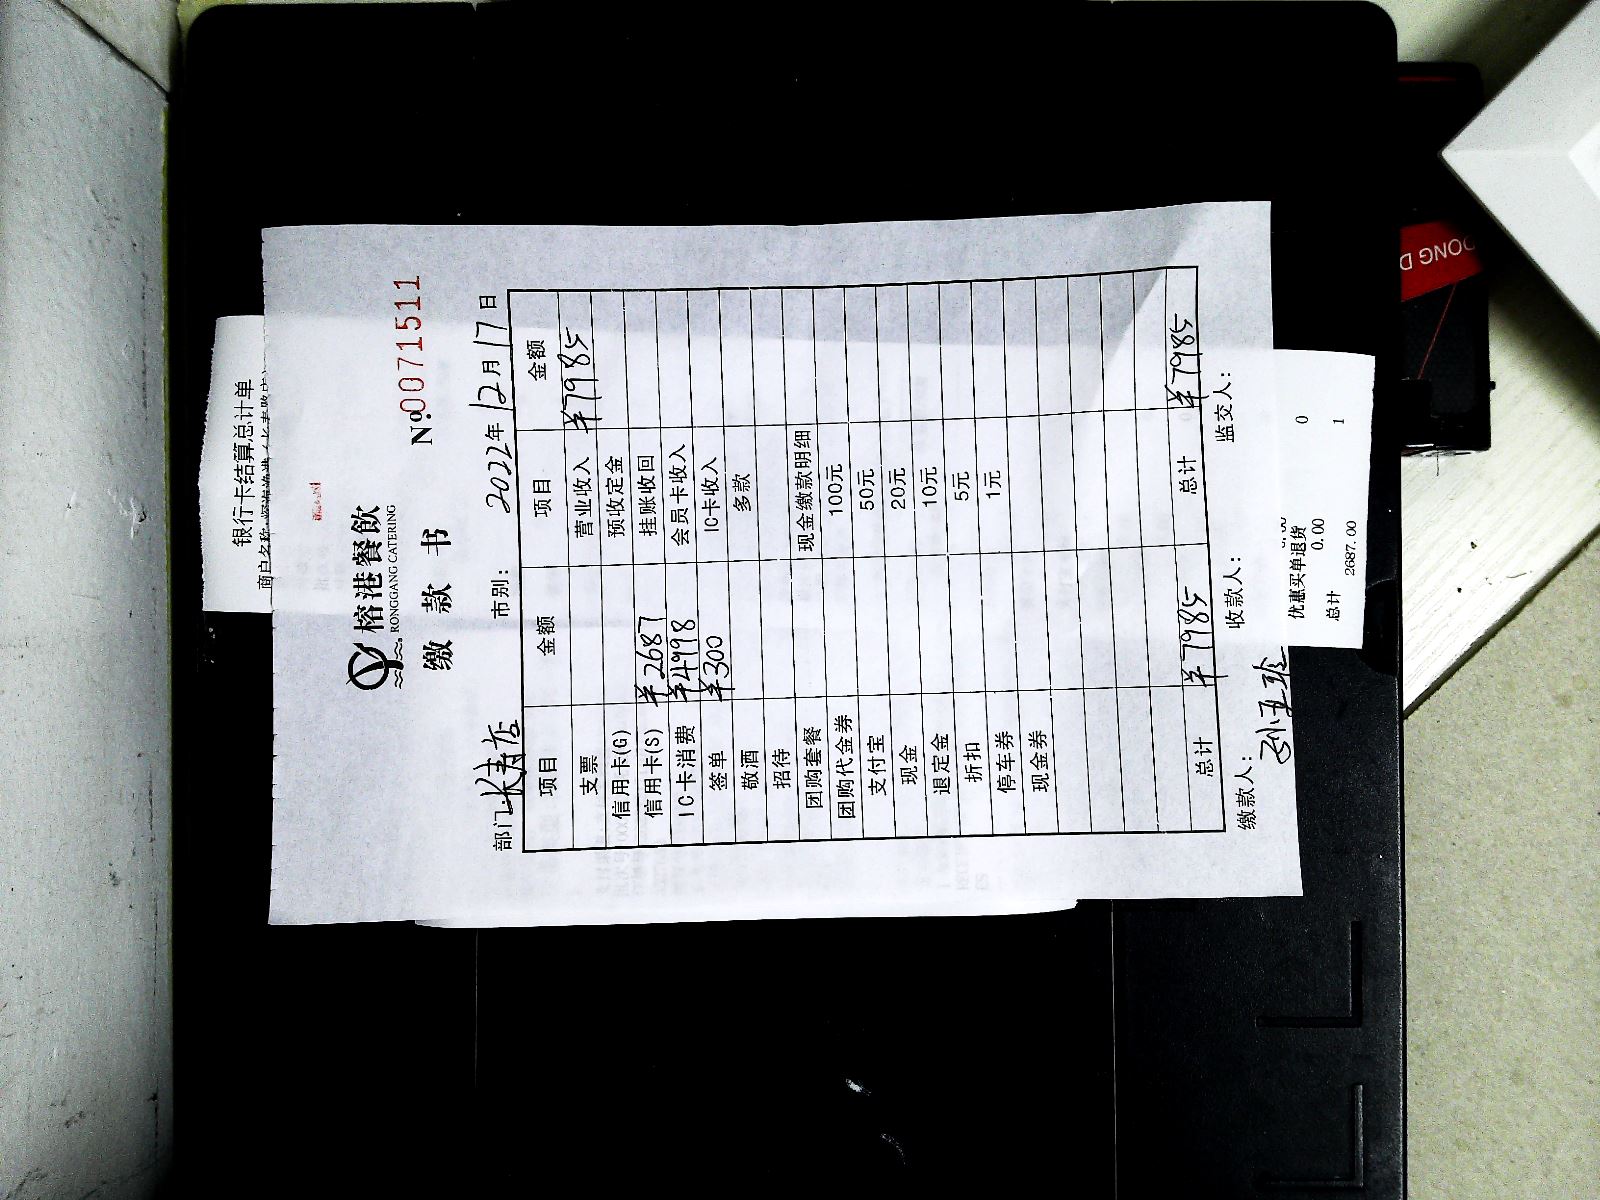 银行卡结算总计单
榕港餐飲
RONGGANG CATERING
缴 款 书
No.0071511
部门: 长寿店 市别: 2022年12月17日
项目 金额 项目 金额
支票 营业收入 ¥7985
信用卡(G) 预收定金
信用卡(S) ¥2687 挂账收回
IC卡消费 ¥4998 会员卡收入
签单 ¥300 IC卡收入
敬酒 多款
招待
团购套餐 现金缴款明细
团购代金券 100元
支付宝 50元
现金 20元
退定金 10元
折扣 5元
停车券 1元
现金券
总计 ¥7985 总计 ¥7985
缴款人: 收款人: 监交人:
优惠买单退货
0.00 0
总计 1
2687.00
DONG D